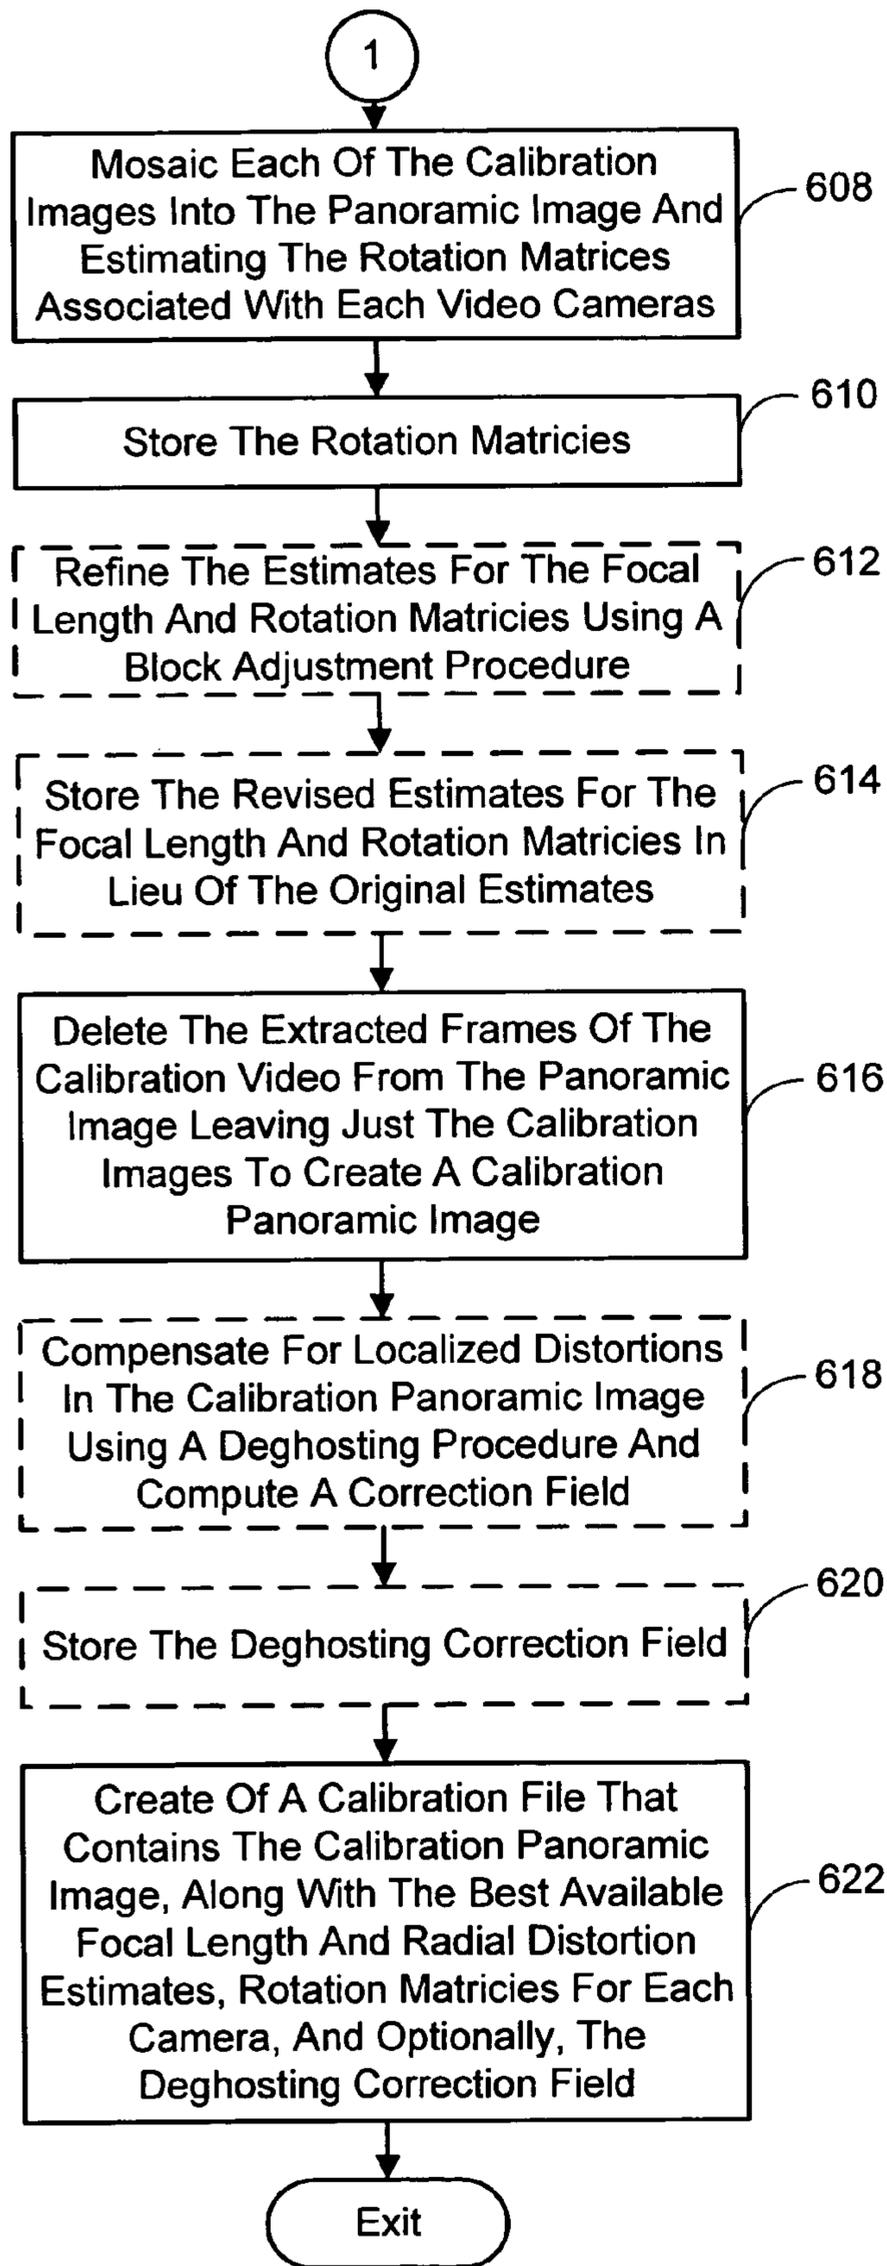 1
Mosaic Each Of The Calibration
Images Into The Panoramic Image And
Estimating The Rotation Matrices
Associated With Each Video Cameras
608
Store The Rotation Matricies
610
Refine The Estimates For The Focal
Length And Rotation Matricies Using A
Block Adjustment Procedure
612
Store The Revised Estimates For The
Focal Length And Rotation Matricies In
Lieu Of The Original Estimates
614
Delete The Extracted Frames Of The
Calibration Video From The Panoramic
Image Leaving Just The Calibration
Images To Create A Calibration
Panoramic Image
616
Compensate For Localized Distortions
In The Calibration Panoramic Image
Using A Deghosting Procedure And
Compute A Correction Field
618
Store The Deghosting Correction Field
620
Create Of A Calibration File That
Contains The Calibration Panoramic
Image, Along With The Best Available
Focal Length And Radial Distortion
Estimates, Rotation Matricies For Each
Camera, And Optionally, The
Deghosting Correction Field
622
Exit